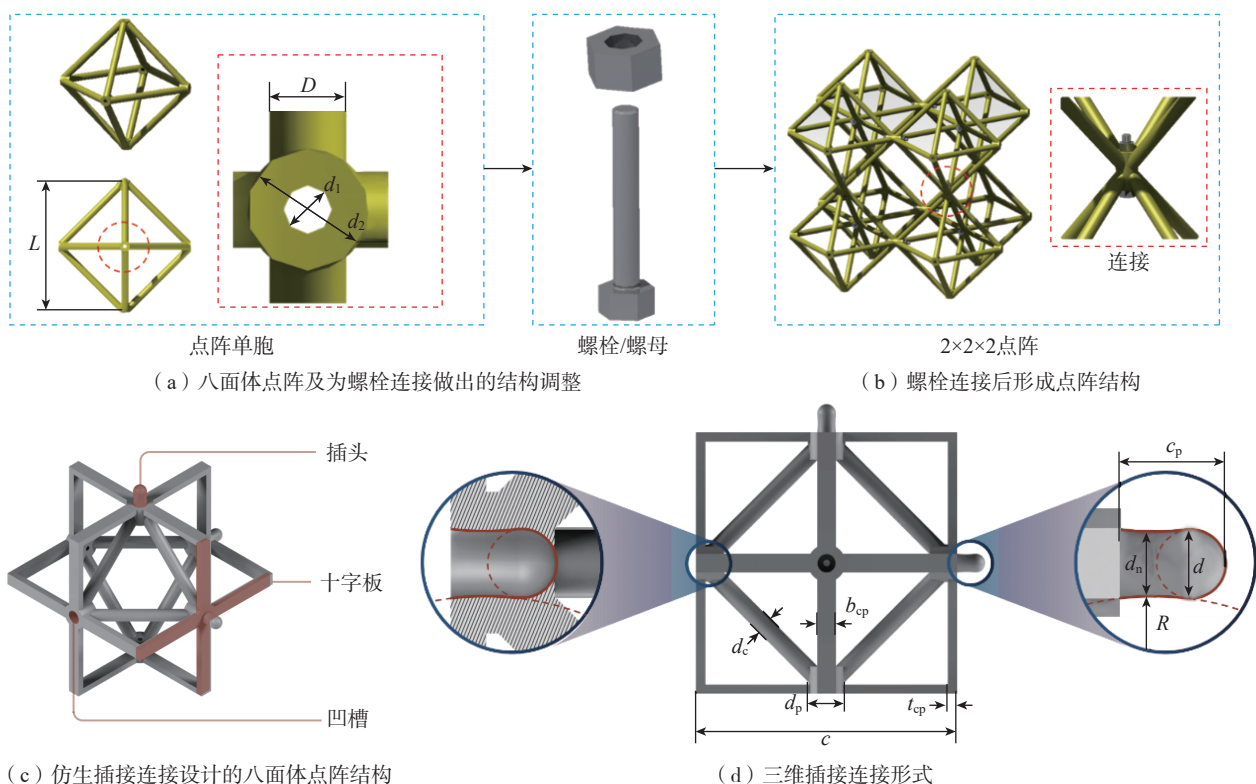 D
d1
d2
L
连接
点阵单胞
螺栓/螺母
2×2×2点阵
（a）八面体点阵及为螺栓连接做出的结构调整
（b）螺栓连接后形成点阵结构
插头
十字板
凹槽
cp
dn
d
R
bcp
dc
dp
tcp
c
（c）仿生插接连接设计的八面体点阵结构
（d）三维插接连接形式